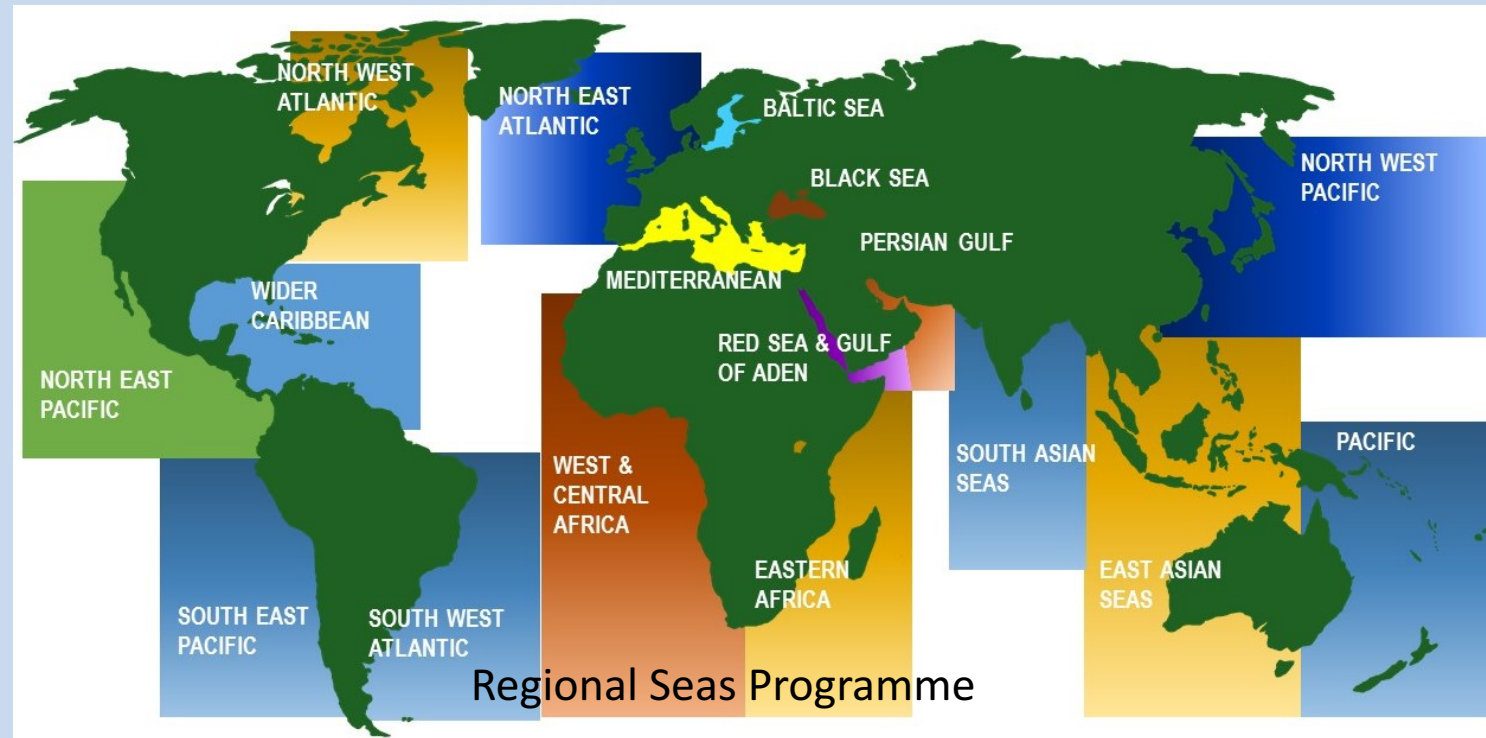 NORTH WEST
ATLANTIC
NORTH EAST
ATLANTIC
BALTIC SEA
BLACK SEA
NORTH WEST
PACIFIC
PERSIAN GULF
MEDITERRANEAN
WIDER
CARIBBEAN
RED SEA & GULF
OF ADEN
NORTH EAST
PACIFIC
PACIFIC
SOUTH ASIAN
SEAS
WEST &
CENTRAL
AFRICA
EASTERN
AFRICA
EAST ASIAN
SEAS
SOUTH EAST
PACIFIC
SOUTH WEST
ATLANTIC
Regional Seas Programme